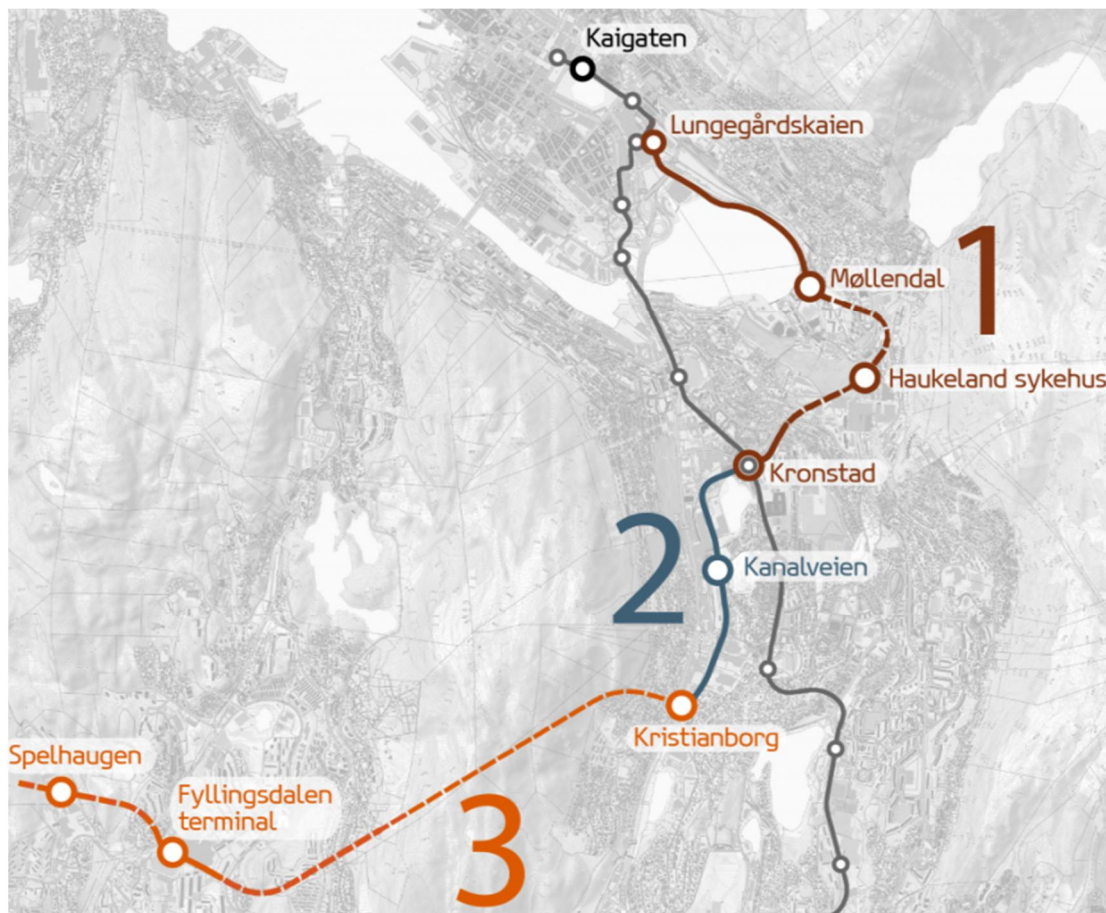 Kaigaten
Lungegårdskaien
1
Møllendal
Haukeland sykehus
Kronstad
2
Kanalveien
Kristianborg
Spelhaugen
Fyllingsdalen
terminal
3